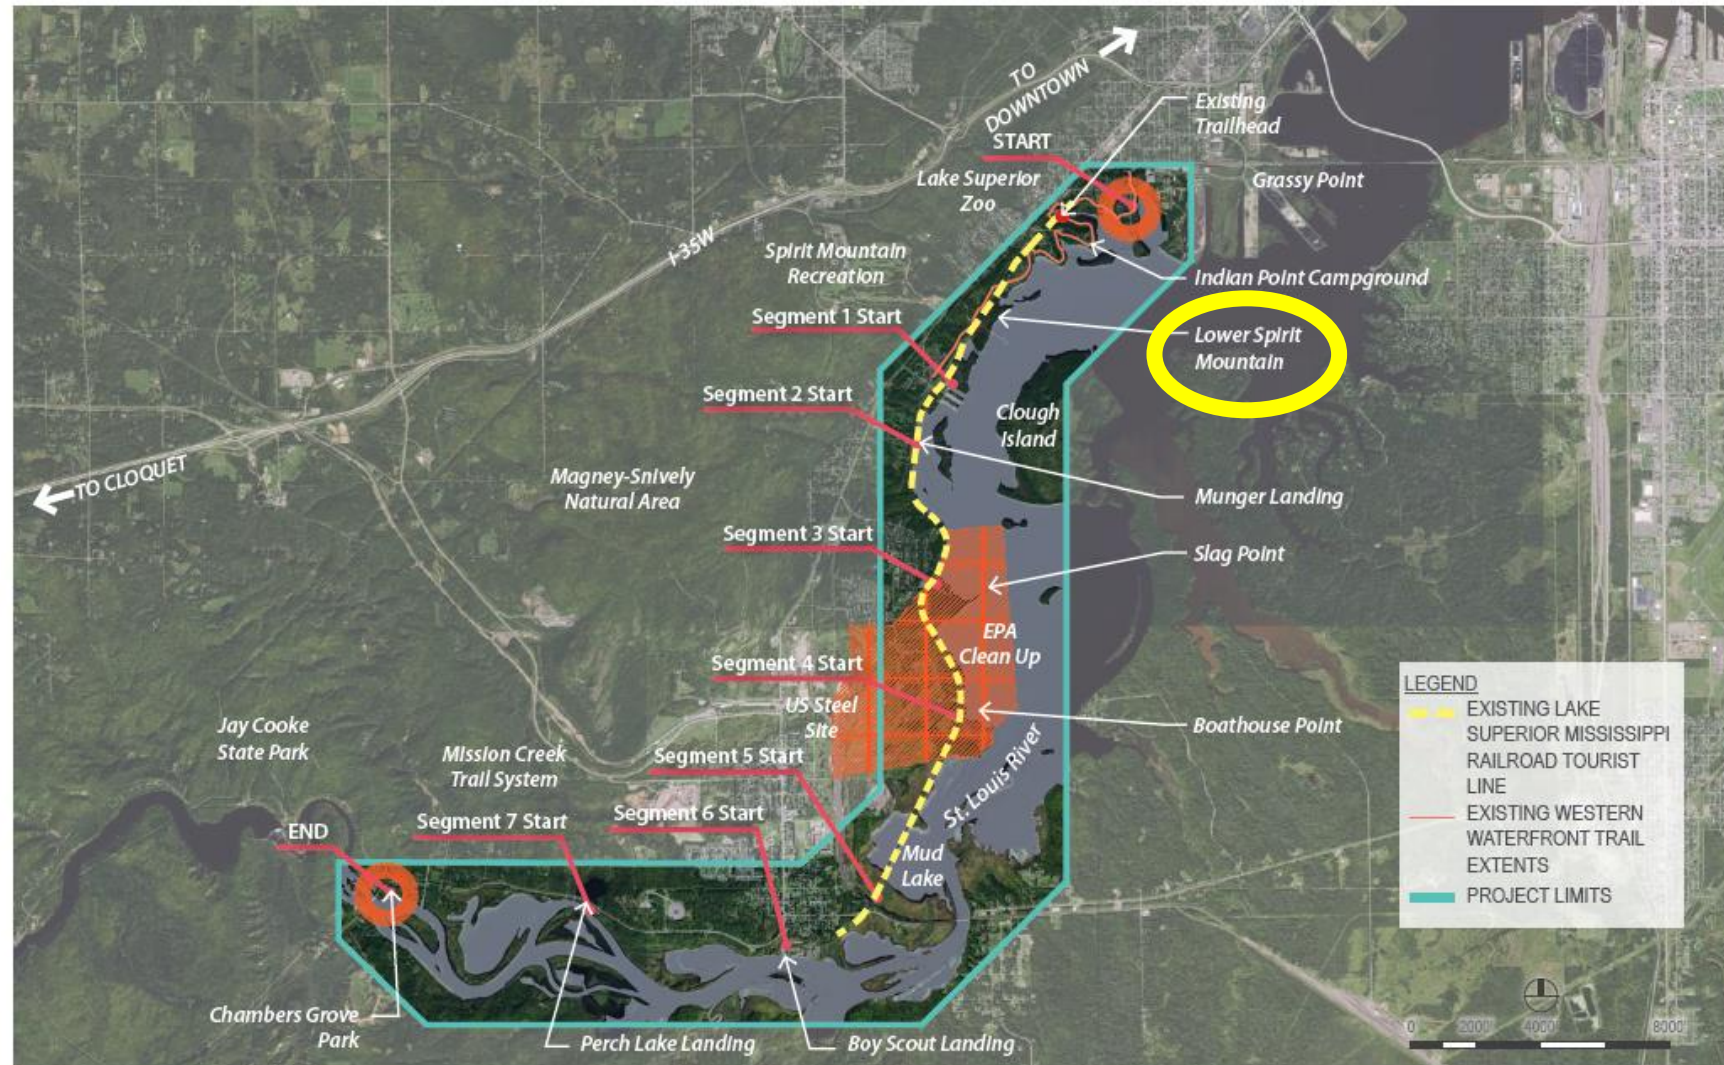 TO
DOWNTOWN
Existing
Trailhead
START
Lake Superior
Zoo
Grassy Point
I-35W
Spirit Mountain
Recreation
Indian Point Campground
Segment 1 Start
Lower Spirit
Mountain
Segment 2 Start
Clough
Island
TO CLOQUET
Magney-Snively
Natural Area
Munger Landing
Segment 3 Start
Slag Point
EPA
Clean Up
Segment 4 Start
US Steel
Site
Boathouse Point
Jay Cooke
State Park
Mission Creek
Trail System
Segment 5 Start
St. Louis River
Segment 6 Start
Segment 7 Start
END
Mud
Lake
Chambers Grove
Park
Perch Lake Landing
Boy Scout Landing
LEGEND
EXISTING LAKE
SUPERIOR MISSISSIPPI
RAILROAD TOURIST
LINE
EXISTING WESTERN
WATERFRONT TRAIL
EXTENTS
PROJECT LIMITS
0 2000' 4000' 8000'